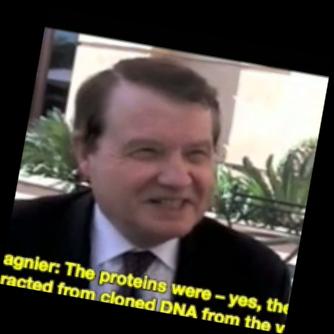 agnier: The proteins were – yes, the
racted from cloned DNA from the v